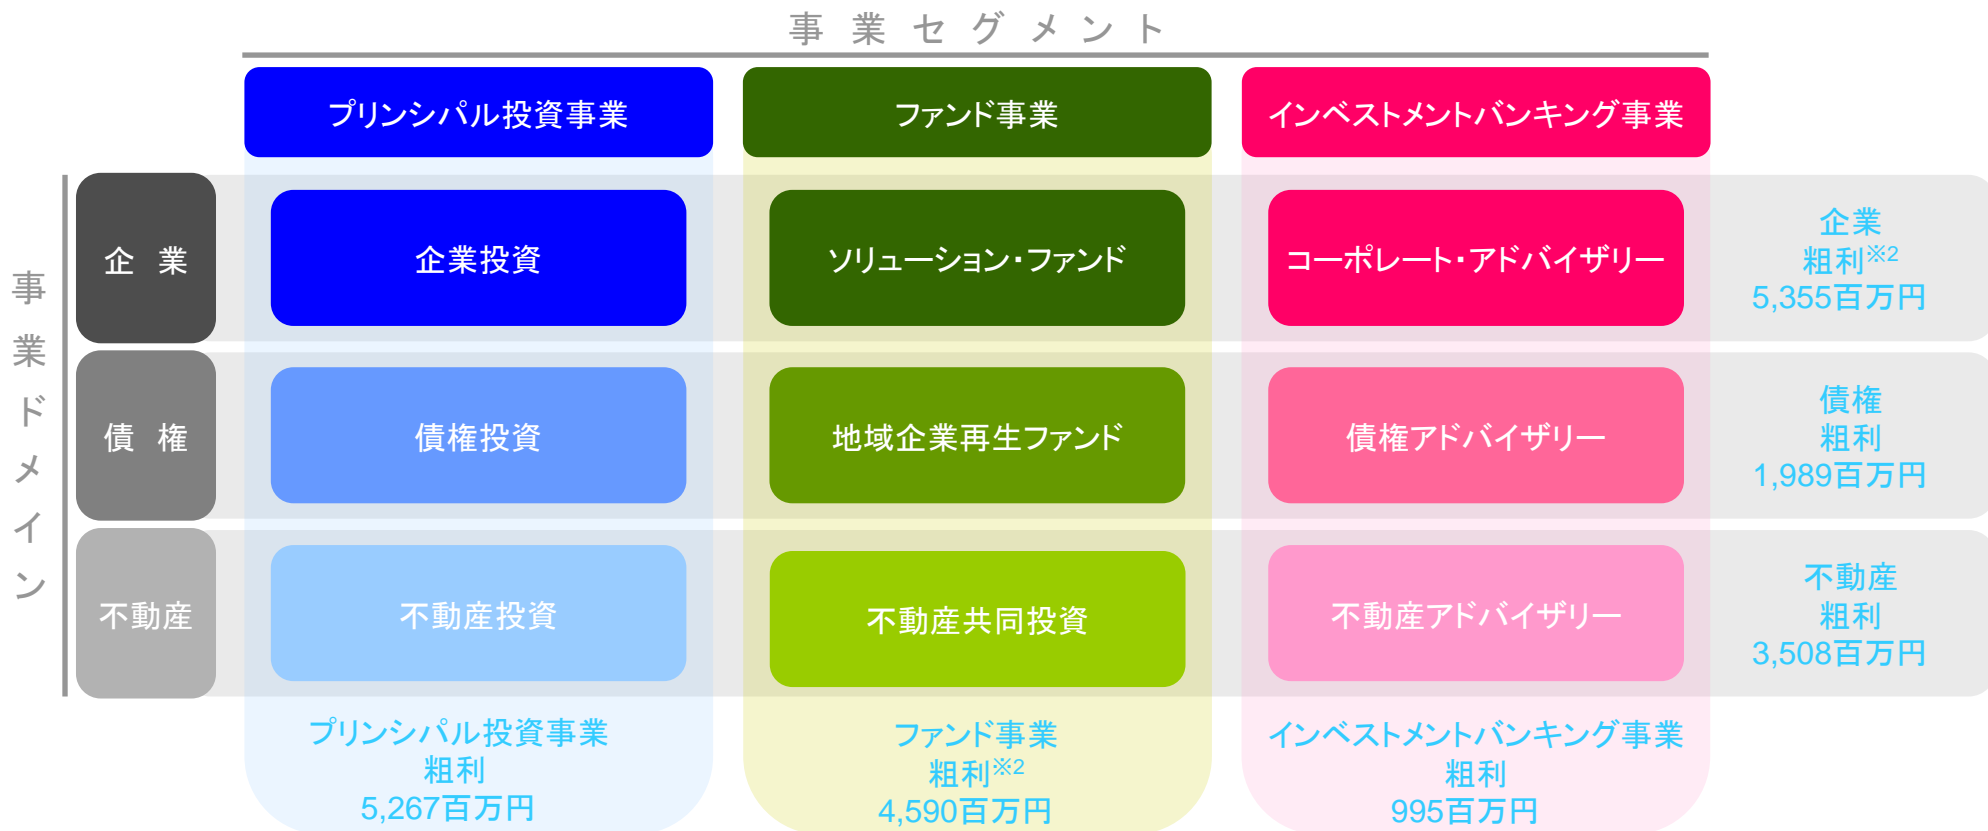 事業セグメント
プリンシパル投資事業
ファンド事業
インベストメントバンキング事業
事業ドメイン
企業
企業投資
ソリューション・ファンド
コーポレート・アドバイザリー
企業
粗利※2
5,355百万円
債権
債権投資
地域企業再生ファンド
債権アドバイザリー
債権
粗利
1,989百万円
不動産
不動産投資
不動産共同投資
不動産アドバイザリー
不動産
粗利
3,508百万円
プリンシパル投資事業
粗利
5,267百万円
ファンド事業
粗利※2
4,590百万円
インベストメントバンキング事業
粗利
995百万円